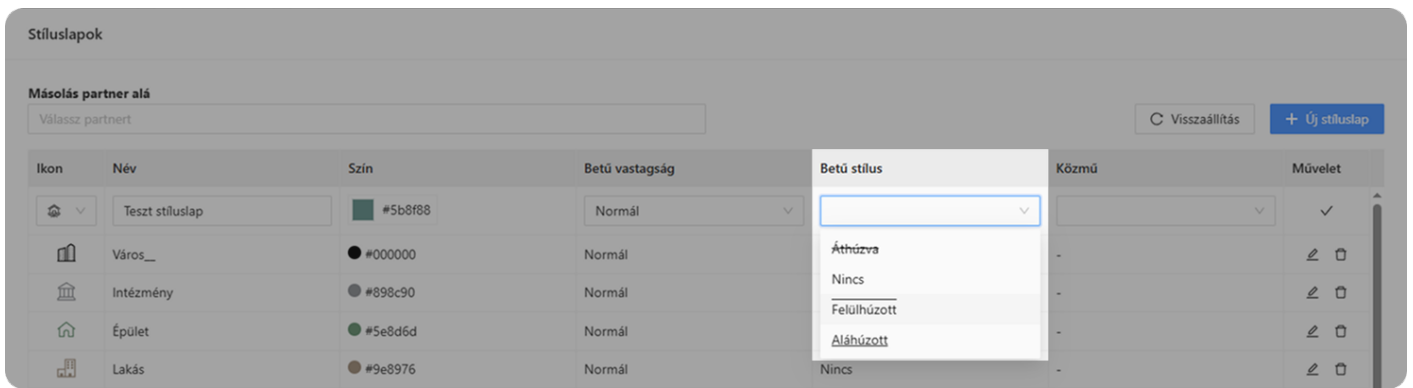 Stíluslapok
Másolás partner alá
Válassz partnert
Visszaállítás
+ Új stíluslap
Ikon Név Szín Betű vastagság Betű stílus Közmű Művelet
Teszt stíluslap #5b8f88 Normál
Áthúzva
Nincs
Felülhúzott
Aláhúzott
Város__ #000000 Normál -
Intézmény #898c90 Normál -
Épület #5e8d6d Normál -
Lakás #9e8976 Normál Nincs -